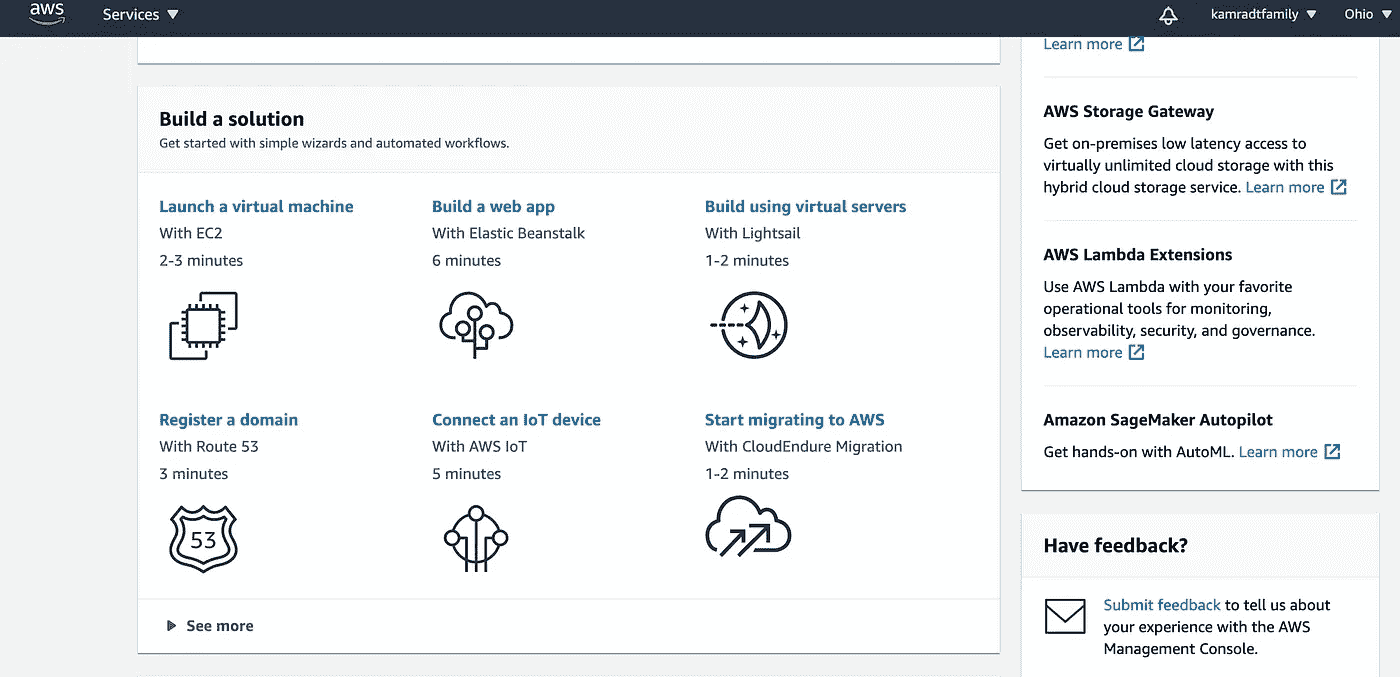 aws
Services
kamradtfamily
Ohio
Build a solution
Get started with simple wizards and automated workflows.
Launch a virtual machine
With EC2
2-3 minutes
Build a web app
With Elastic Beanstalk
6 minutes
Build using virtual servers
With Lightsail
1-2 minutes
Register a domain
With Route 53
3 minutes
53
Connect an IoT device
With AWS IoT
5 minutes
Start migrating to AWS
With CloudEndure Migration
1-2 minutes
See more
Learn more
AWS Storage Gateway
Get on-premises low latency access to
virtually unlimited cloud storage with this
hybrid cloud storage service. Learn more
AWS Lambda Extensions
Use AWS Lambda with your favorite
operational tools for monitoring,
observability, security, and governance.
Learn more
Amazon SageMaker Autopilot
Get hands-on with AutoML. Learn more
Have feedback?
Submit feedback to tell us about
your experience with the AWS
Management Console.